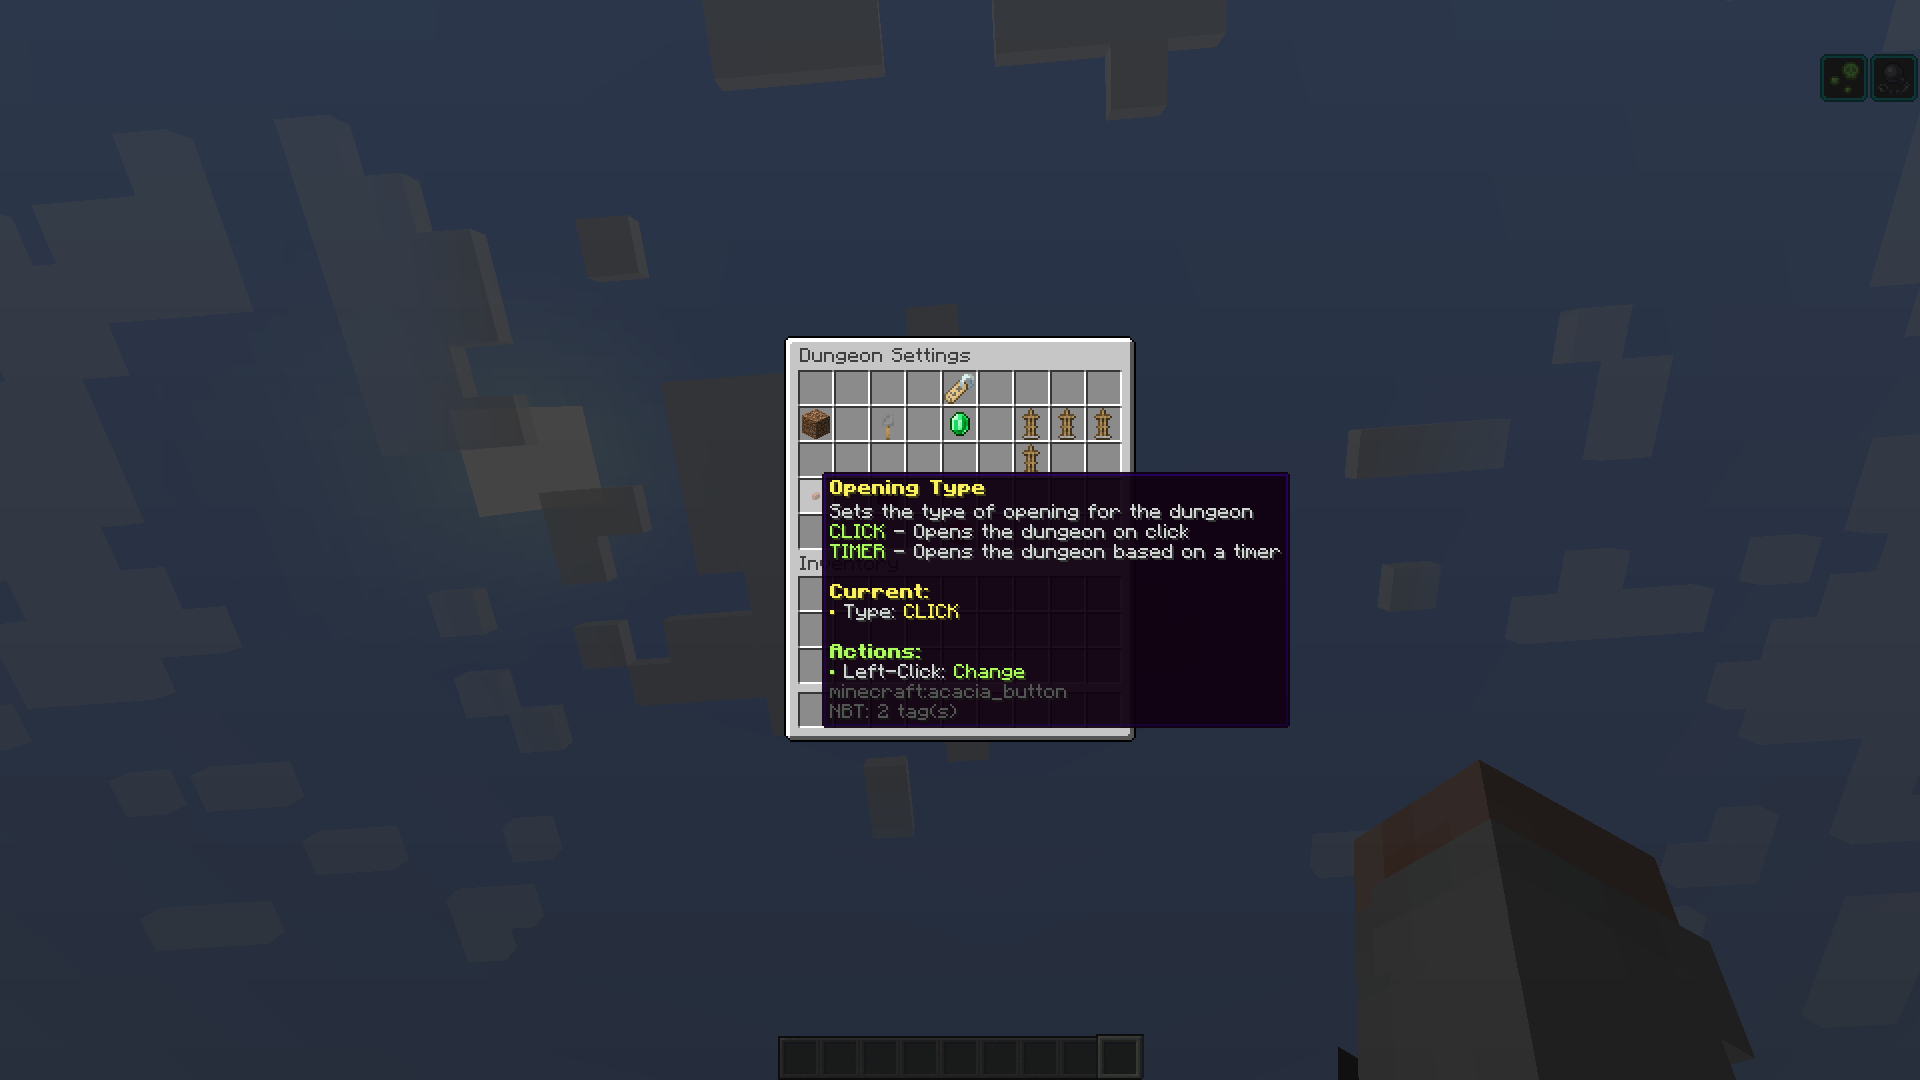 Dungeon Settings
Opening Type
Sets the type of opening for the dungeon
CLICK - Opens the dungeon on click
TIMER - Opens the dungeon based on a timer
Inventory
Current:
• Type: CLICK
Actions:
• Left-Click: Change
minecraft:acacia_button
NBT: 2 tag(s)